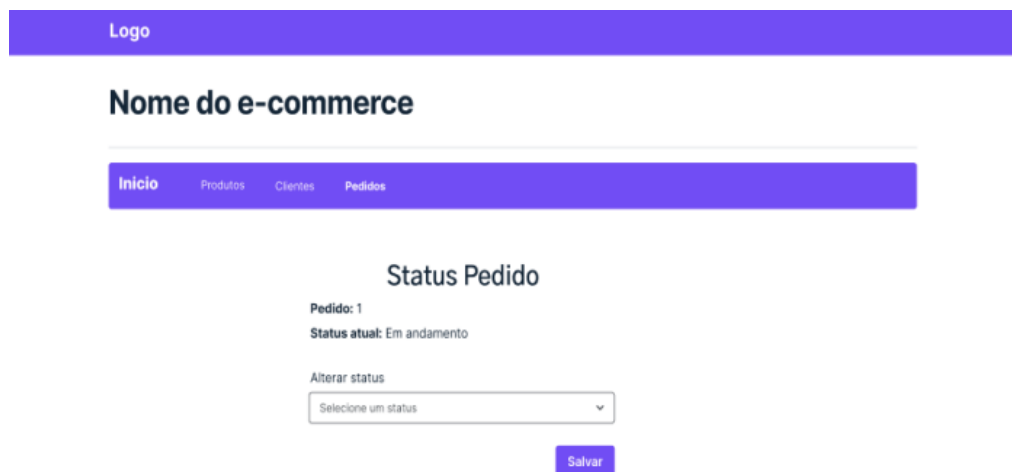 Logo
Nome do e-commerce
Inicio Produtos Clientes Pedidos
Status Pedido
Pedido: 1
Status atual: Em andamento
Alterar status
Selecione um status
Salvar